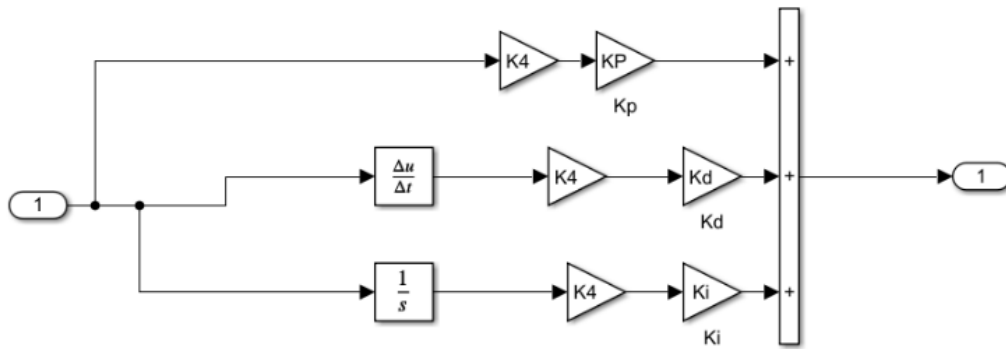 K4 KP +
Kp
Δu
Δt
K4 Kd +
1 1
Kd
1
s
K4 Ki +
Ki